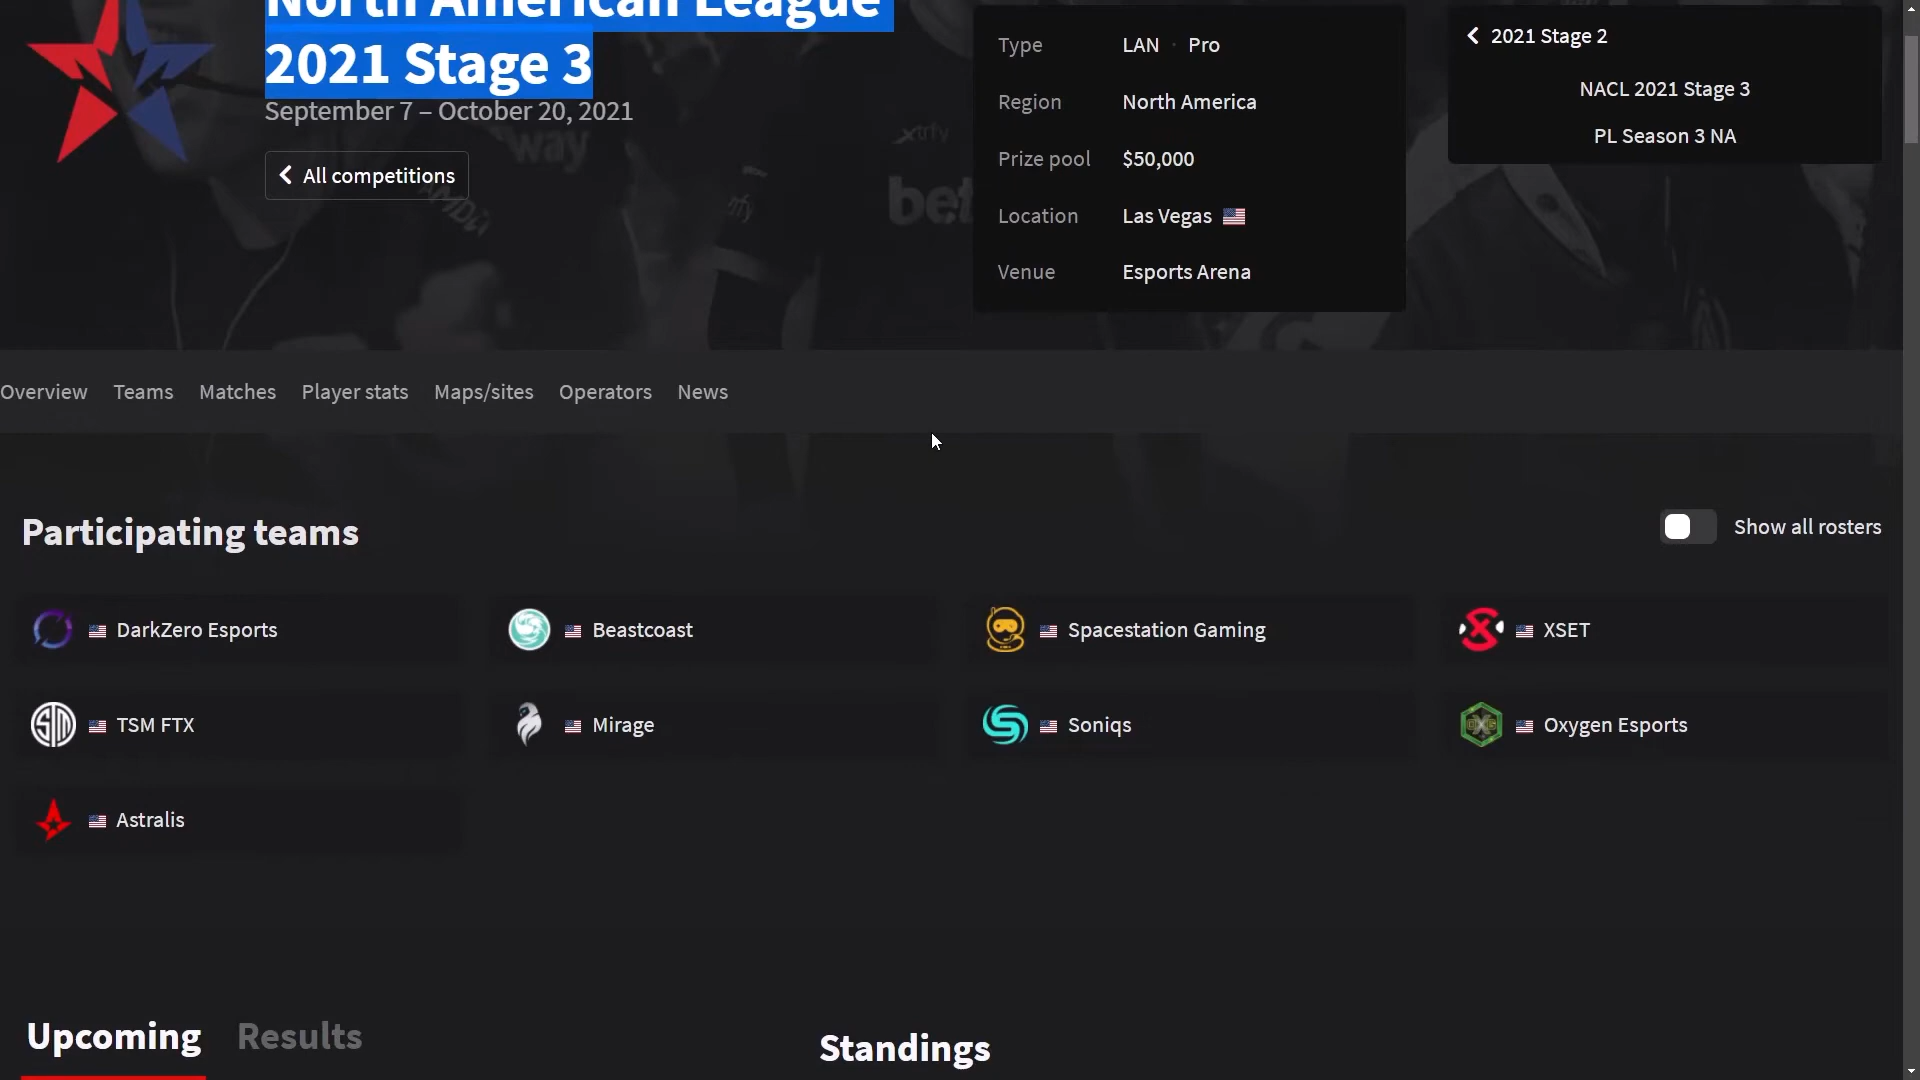 North American League
2021 Stage 3
September 7 – October 20, 2021
All competitions
Type LAN · Pro
Region North America
Prize pool $50,000
Location Las Vegas
Venue Esports Arena
2021 Stage 2
NACL 2021 Stage 3
PL Season 3 NA
Overview Teams Matches Player stats Maps/sites Operators News
Participating teams
Show all rosters
DarkZero Esports
Beastcoast
Spacestation Gaming
XSET
TSM FTX
Mirage
Soniqs
Oxygen Esports
Astralis
Upcoming Results
Standings